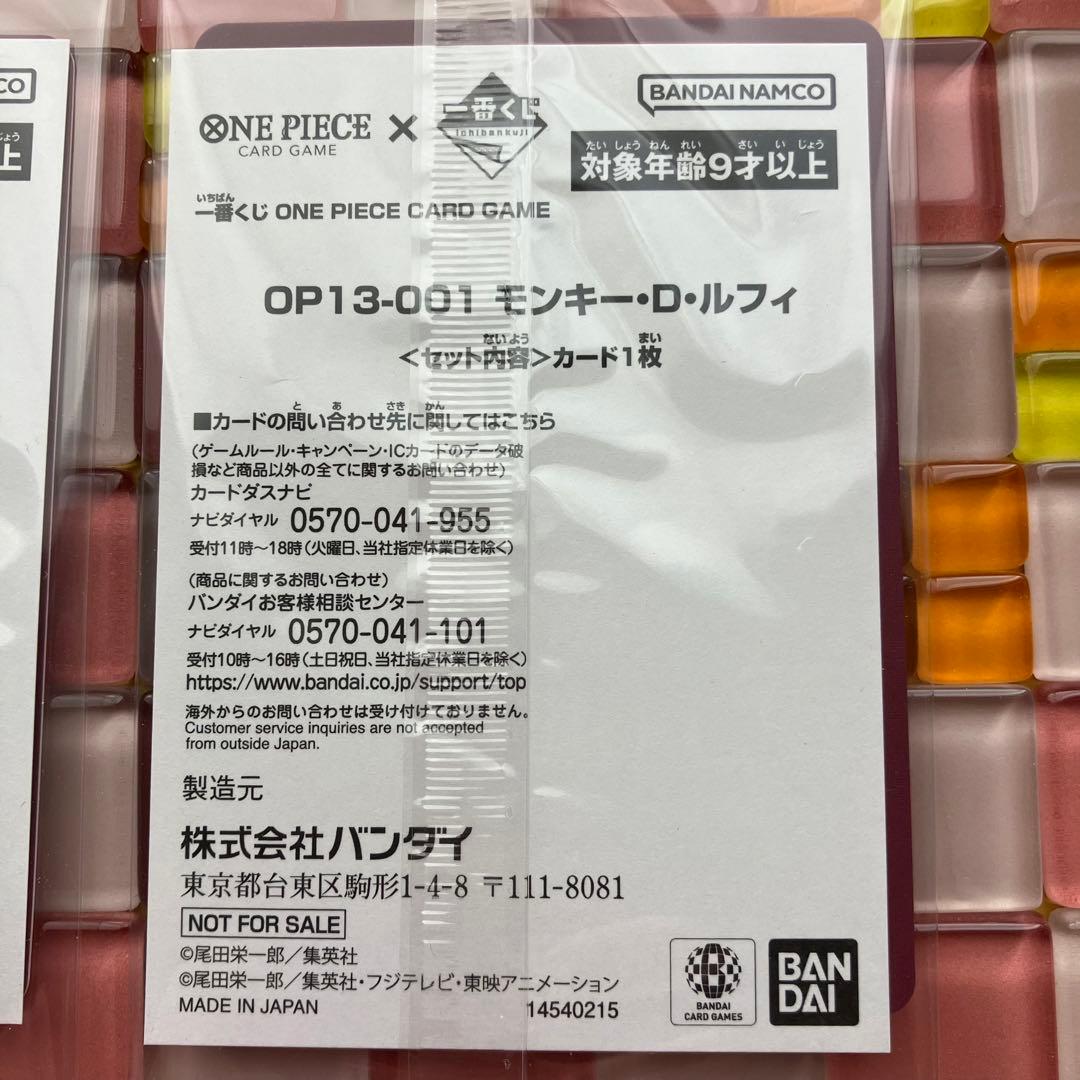 CO
じょう
上
ONE PIECE
CARD GAME
×
一番くじ
ichibankuji
BANDAI NAMCO
たいしょうねんれい さいいじょう
対象年齢9才以上
いちばん
一番くじ ONE PIECE CARD GAME
OP13-001 モンキー・D・ルフィ
ないよう まい
<セット内容>カード1枚
と あ さき かん
■カードの問い合わせ先に関してはこちら
(ゲームルール・キャンペーン・ICカードのデータ破
損など商品以外の全てに関するお問い合わせ)
カードダスナビ
ナビダイヤル 0570-041-955
受付11時～18時(火曜日、当社指定休業日を除く)
(商品に関するお問い合わせ)
バンダイお客様相談センター
ナビダイヤル 0570-041-101
受付10時～16時(土日祝日、当社指定休業日を除く)
https://www.bandai.co.jp/support/top
海外からのお問い合わせは受け付けておりません。
Customer service inquiries are not accepted
from outside Japan.
製造元
株式会社バンダイ
東京都台東区駒形1-4-8 〒111-8081
NOT FOR SALE
©尾田栄一郎／集英社
©尾田栄一郎／集英社・フジテレビ・東映アニメーション
MADE IN JAPAN 14540215
BANDAI
CARD GAMES
BAN
DAI